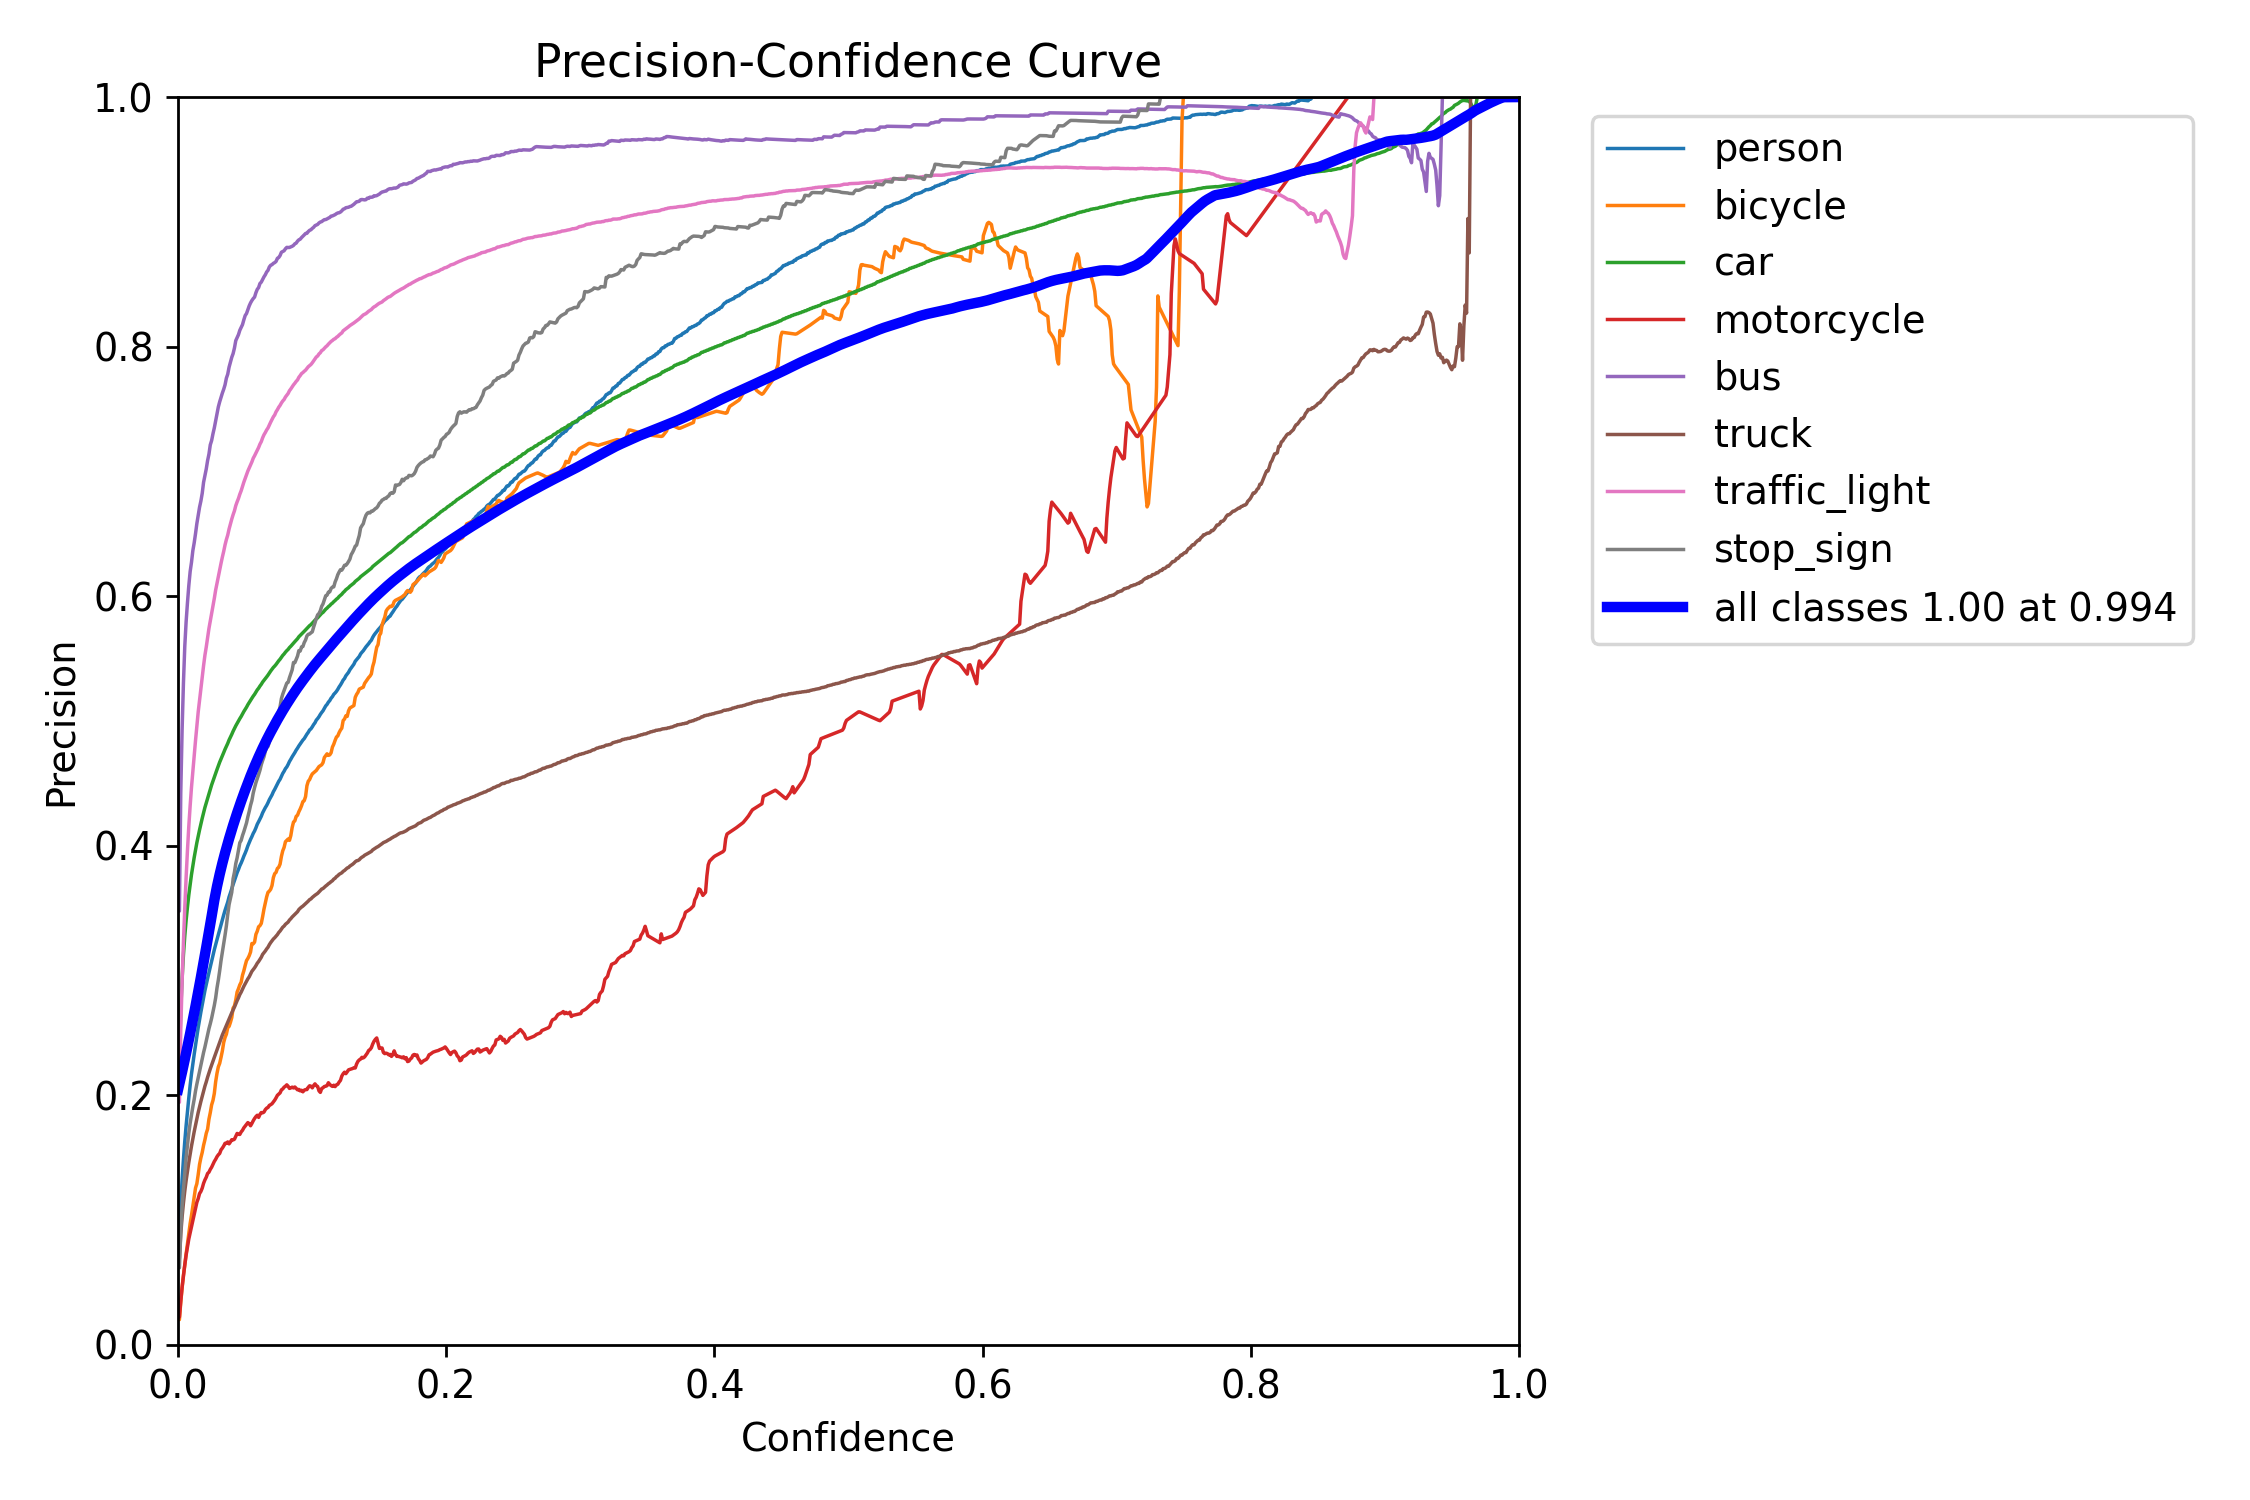 Precision-Confidence Curve
1.0
0.8
0.6
0.4
0.2
0.0
Precision
0.0 0.2 0.4 0.6 0.8 1.0
Confidence
person
bicycle
car
motorcycle
bus
truck
traffic_light
stop_sign
all classes 1.00 at 0.994